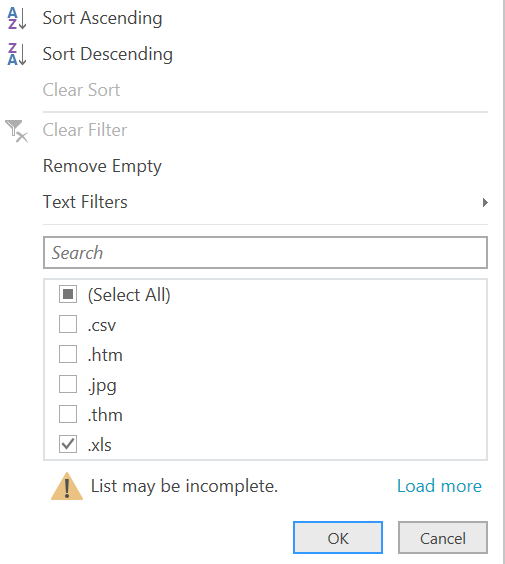 Sort Ascending
Sort Descending
Clear Sort
Clear Filter
Remove Empty
Text Filters
Search
(Select All)
.csv
.htm
.jpg
.thm
.xls
List may be incomplete. Load more
OK Cancel